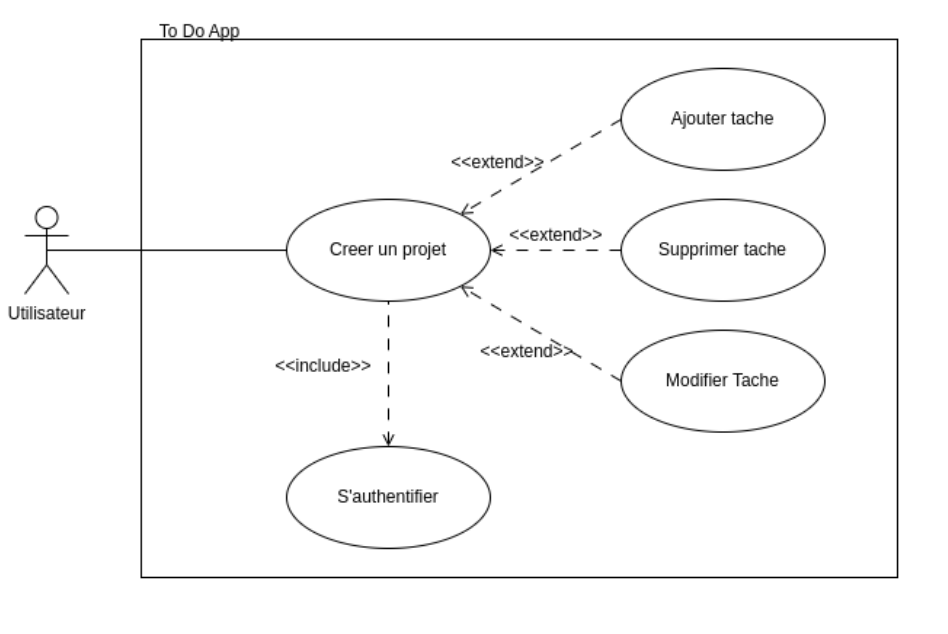 To Do App
Ajouter tache
<<extend>>
<<extend>>
Creer un projet
Supprimer tache
Utilisateur
<<extend>>
<<include>>
Modifier Tache
S'authentifier